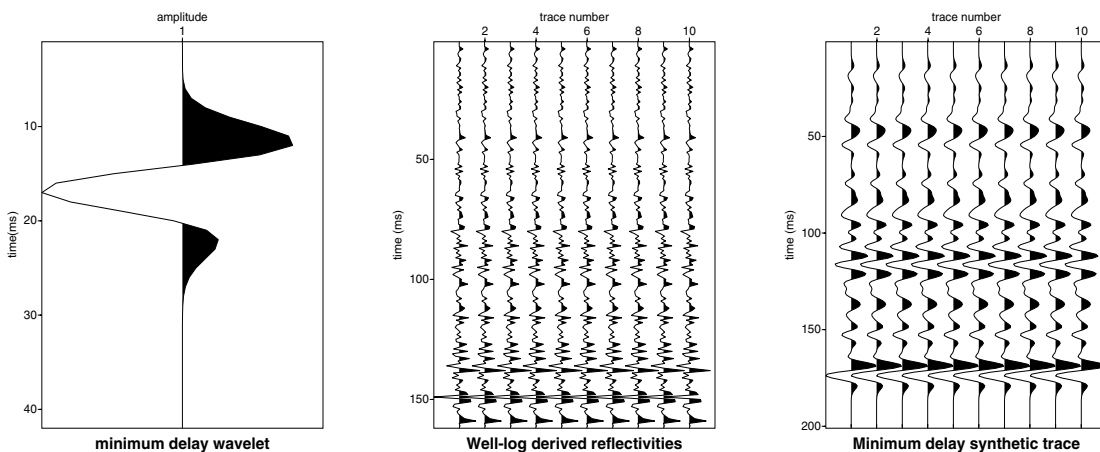 amplitude
1
10
20
30
40
time(ms)
minimum delay wavelet
trace number
2 4 6 8 10
50
100
150
time (ms)
Well-log derived reflectivities
trace number
2 4 6 8 10
50
100
150
200
time (ms)
Minimum delay synthetic trace